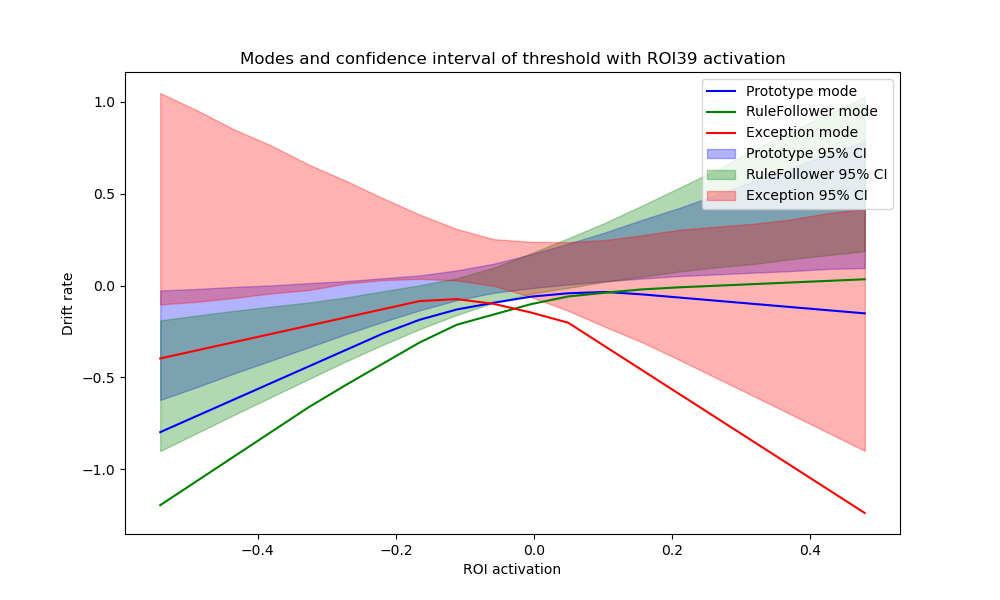 Modes and confidence interval of threshold with ROI39 activation
Prototype mode
RuleFollower mode
Exception mode
Prototype 95% CI
RuleFollower 95% CI
Exception 95% CI
Drift rate
1.0
0.5
0.0
−0.5
−1.0
−0.4
−0.2
0.0
0.2
0.4
ROI activation